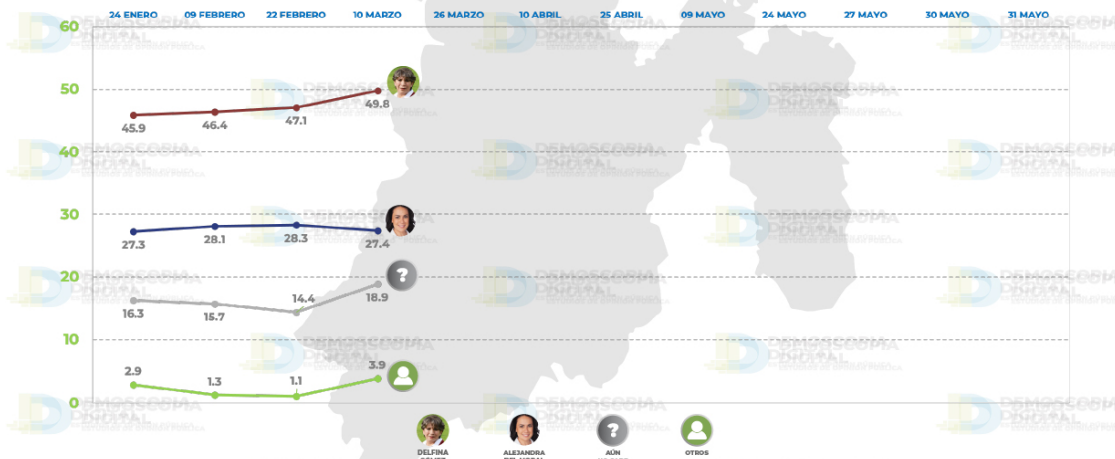 24 ENERO 09 FEBRERO 22 FEBRERO 10 MARZO 26 MARZO 10 ABRIL 25 ABRIL 09 MAYO 24 MAYO 27 MAYO 30 MAYO 31 MAYO
60
50
45.9 46.4 47.1 49.8
40
30
27.3 28.1 28.3 27.4
20
16.3 15.7 14.4 18.9
?
10
2.9 1.3 1.1 3.9
0
DEMOSCOPIA
DIGITAL
?
DELFINA ALEJANDRA AÚN OTROS